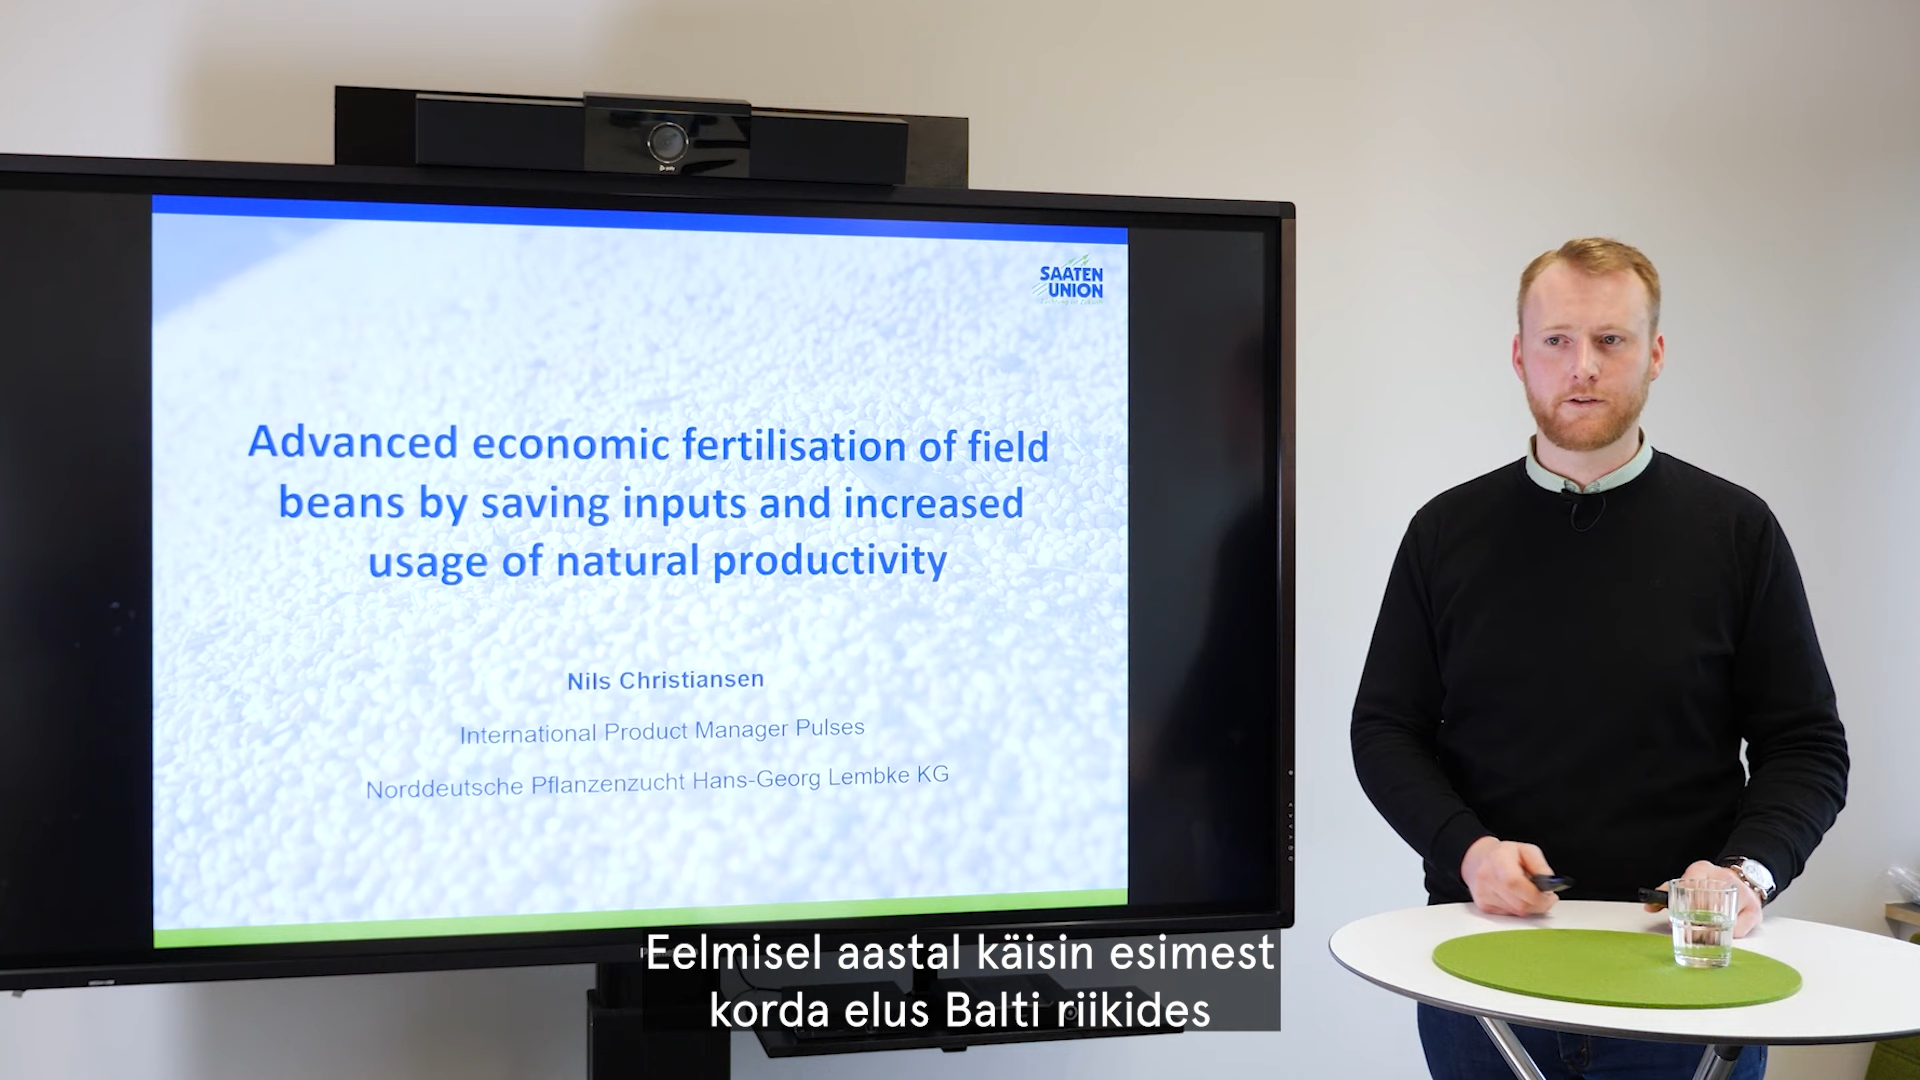 SAATEN
UNION
Advanced economic fertilisation of field
beans by saving inputs and increased
usage of natural productivity
Nils Christiansen
International Product Manager Pulses
Norddeutsche Pflanzenzucht Hans-Georg Lembke KG
Eelmisel aastal käisin esimest
korda elus Balti riikides